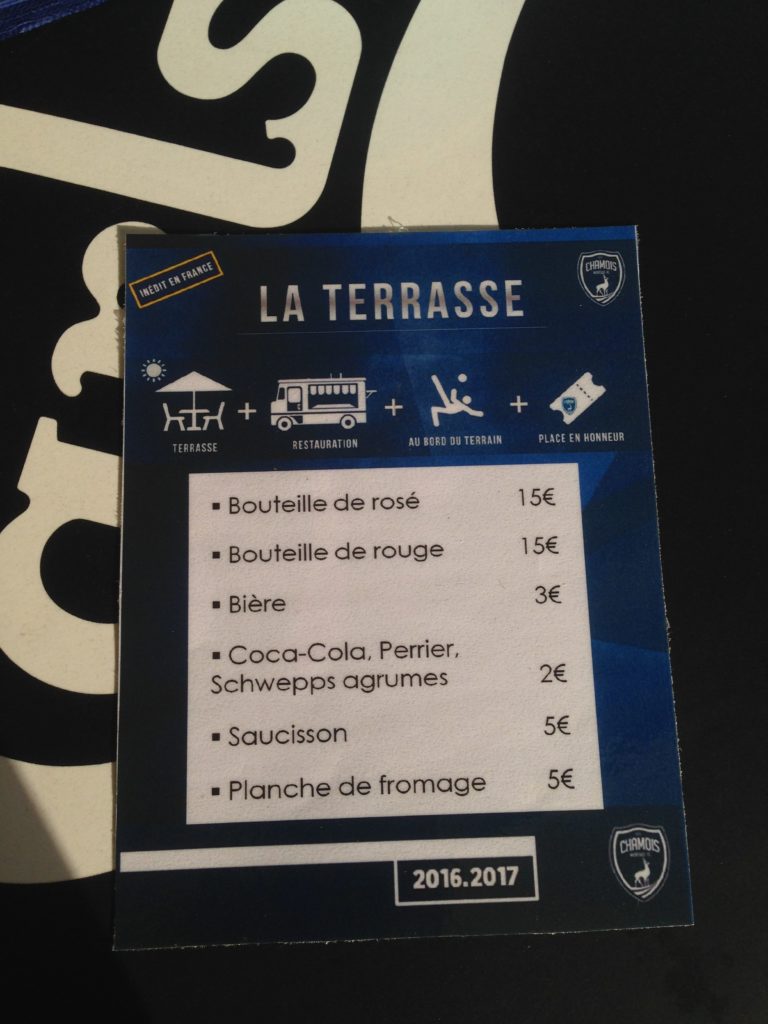 INÉDIT EN FRANCE
CHAMOIS
LA TERRASSE
TERRASSE + RESTAURATION + AU BORD DU TERRAIN + PLACE EN HONNEUR
▪ Bouteille de rosé 15€
▪ Bouteille de rouge 15€
▪ Bière 3€
▪ Coca-Cola, Perrier,
Schwepps agrumes 2€
▪ Saucisson 5€
▪ Planche de fromage 5€
CHAMOIS
2016.2017